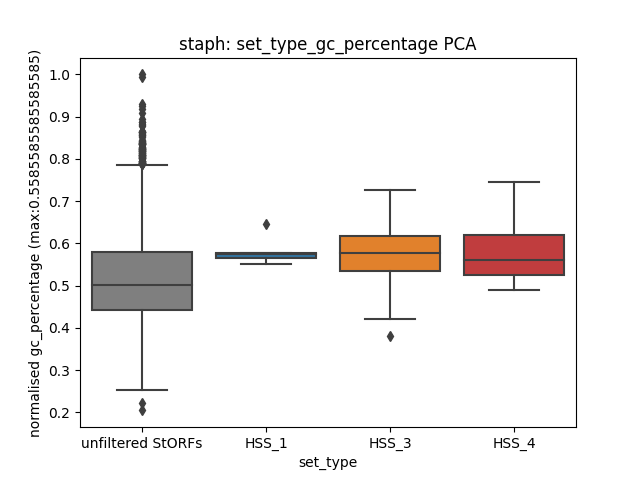 staph: set_type_gc_percentage PCA
normalised gc_percentage (max:0.5585585585585585)
1.0
0.9
0.8
0.7
0.6
0.5
0.4
0.3
0.2
unfiltered StORFs
HSS_1
HSS_3
HSS_4
set_type